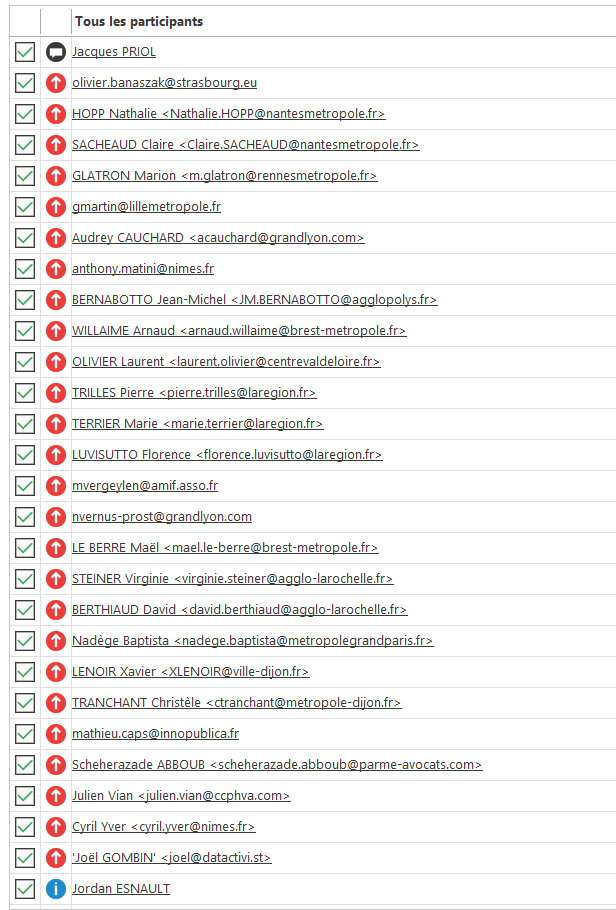 Tous les participants
Jacques PRIOL
olivier.banaszak@strasbourg.eu
HOPP Nathalie <Nathalie.HOPP@nantesmetropole.fr>
SACHEAUD Claire <Claire.SACHEAUD@nantesmetropole.fr>
GLATRON Marion <m.glatron@rennesmetropole.fr>
gmartin@lillemetropole.fr
Audrey CAUCHARD <acauchard@grandlyon.com>
anthony.matini@nimes.fr
BERNABOTTO Jean-Michel <JM.BERNABOTTO@agglopolys.fr>
WILLAIME Arnaud <arnaud.willaime@brest-metropole.fr>
OLIVIER Laurent <laurent.olivier@centrevaldeloire.fr>
TRILLES Pierre <pierre.trilles@laregion.fr>
TERRIER Marie <marie.terrier@laregion.fr>
LUVISUTTO Florence <florence.luvisutto@laregion.fr>
mvergeylen@amif.asso.fr
nvernus-prost@grandlyon.com
LE BERRE Maël <mael.le-berre@brest-metropole.fr>
STEINER Virginie <virginie.steiner@agglo-larochelle.fr>
BERTHIAUD David <david.berthiaud@agglo-larochelle.fr>
Nadège Baptista <nadege.baptista@metropolegrandparis.fr>
LENOIR Xavier <XLENOIR@ville-dijon.fr>
TRANCHANT Christèle <ctranchant@metropole-dijon.fr>
mathieu.caps@innopublica.fr
Scheherazade ABBOUB <scheherazade.abboub@parme-avocats.com>
Julien Vian <julien.vian@ccphva.com>
Cyril Yver <cyril.yver@nimes.fr>
'Joël GOMBIN' <joel@datactivi.st>
Jordan ESNAULT